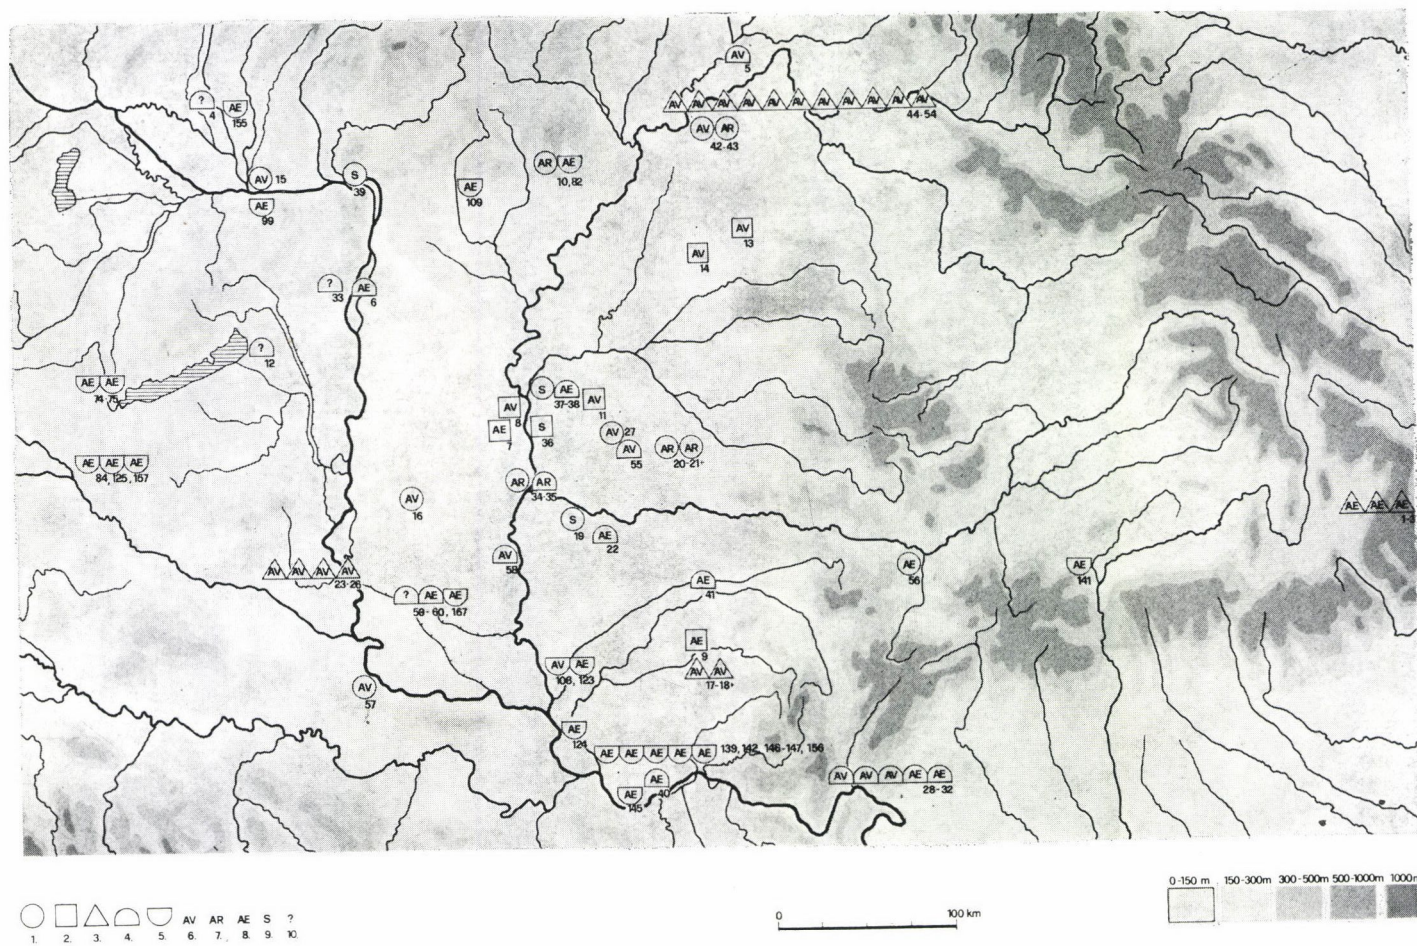 AV
5
AV AV AV AV AV AV AV AV AV AV AV
44-54
? AE
4 155
AV AR
42-43
AR AE
10,82
AV 15
S
39
AE
109
AE
99
AV
13
AV
14
?
33
AE
6
?
12
AE AE
74-75
S AE
37-38
AV
11
AV
8
AE
7
S
36
AV 27
AV
55
AR AR
20-21+
AE AE AE
84,125,157
AR AR
34-35
AV
16
AE AE AE
1-3
S
19
AE
22
AV
58
AE
56
AE
141
AV AV AV AV
23-26
AE
41
? AE AE
59-60,167
AE
9
AV AV
17-18+
AV AE
108, 123
AV
57
AE
124
AE AE AE AE AE 139, 142, 146-147, 156
AE
40
AE
145
AV AV AV AE AE
28-32
0-150 m 150-300m 300-500m 500-1000m 1000m
0 100 km
AV AR AE S ?
1. 2. 3. 4. 5. 6. 7. 8. 9. 10.